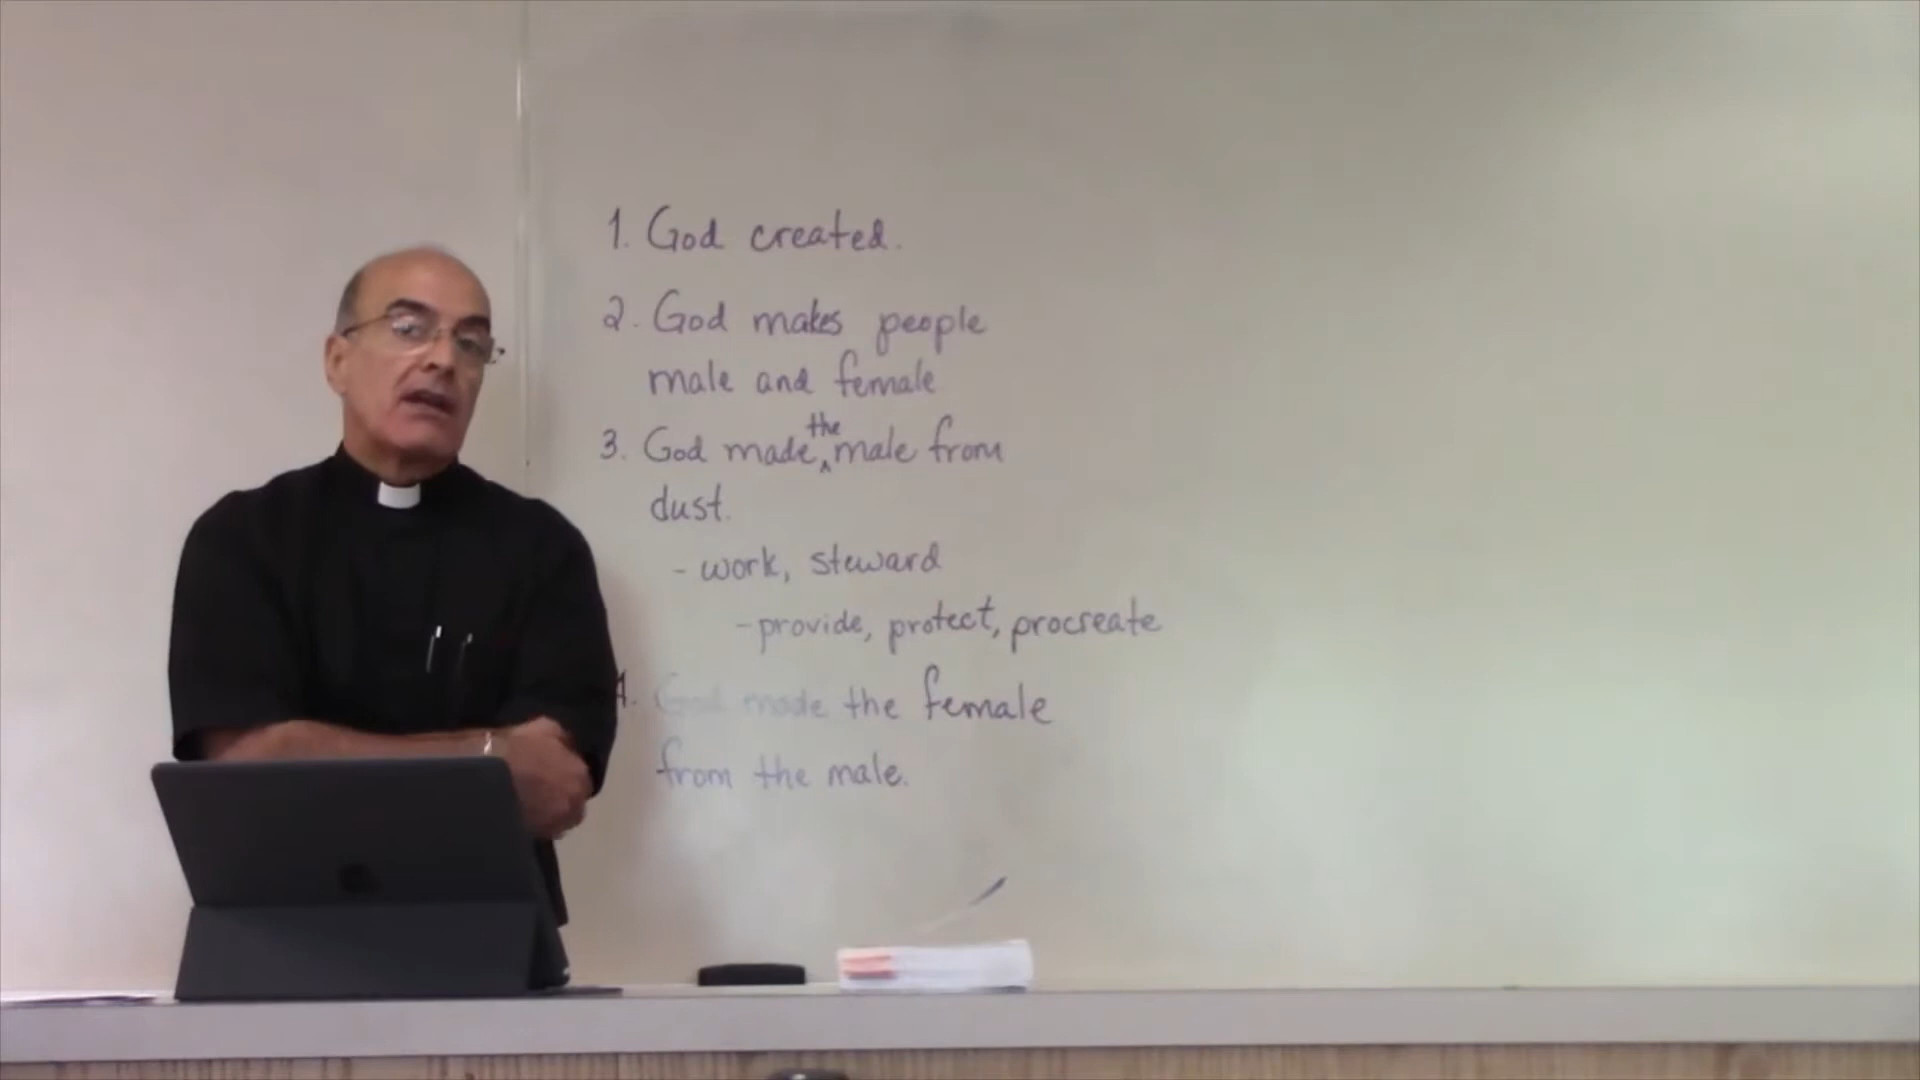 1. God created.
2. God makes people
male and female
3. God made the male from
dust.
- work, steward
- provide, protect, procreate
4. God made the female
from the male.